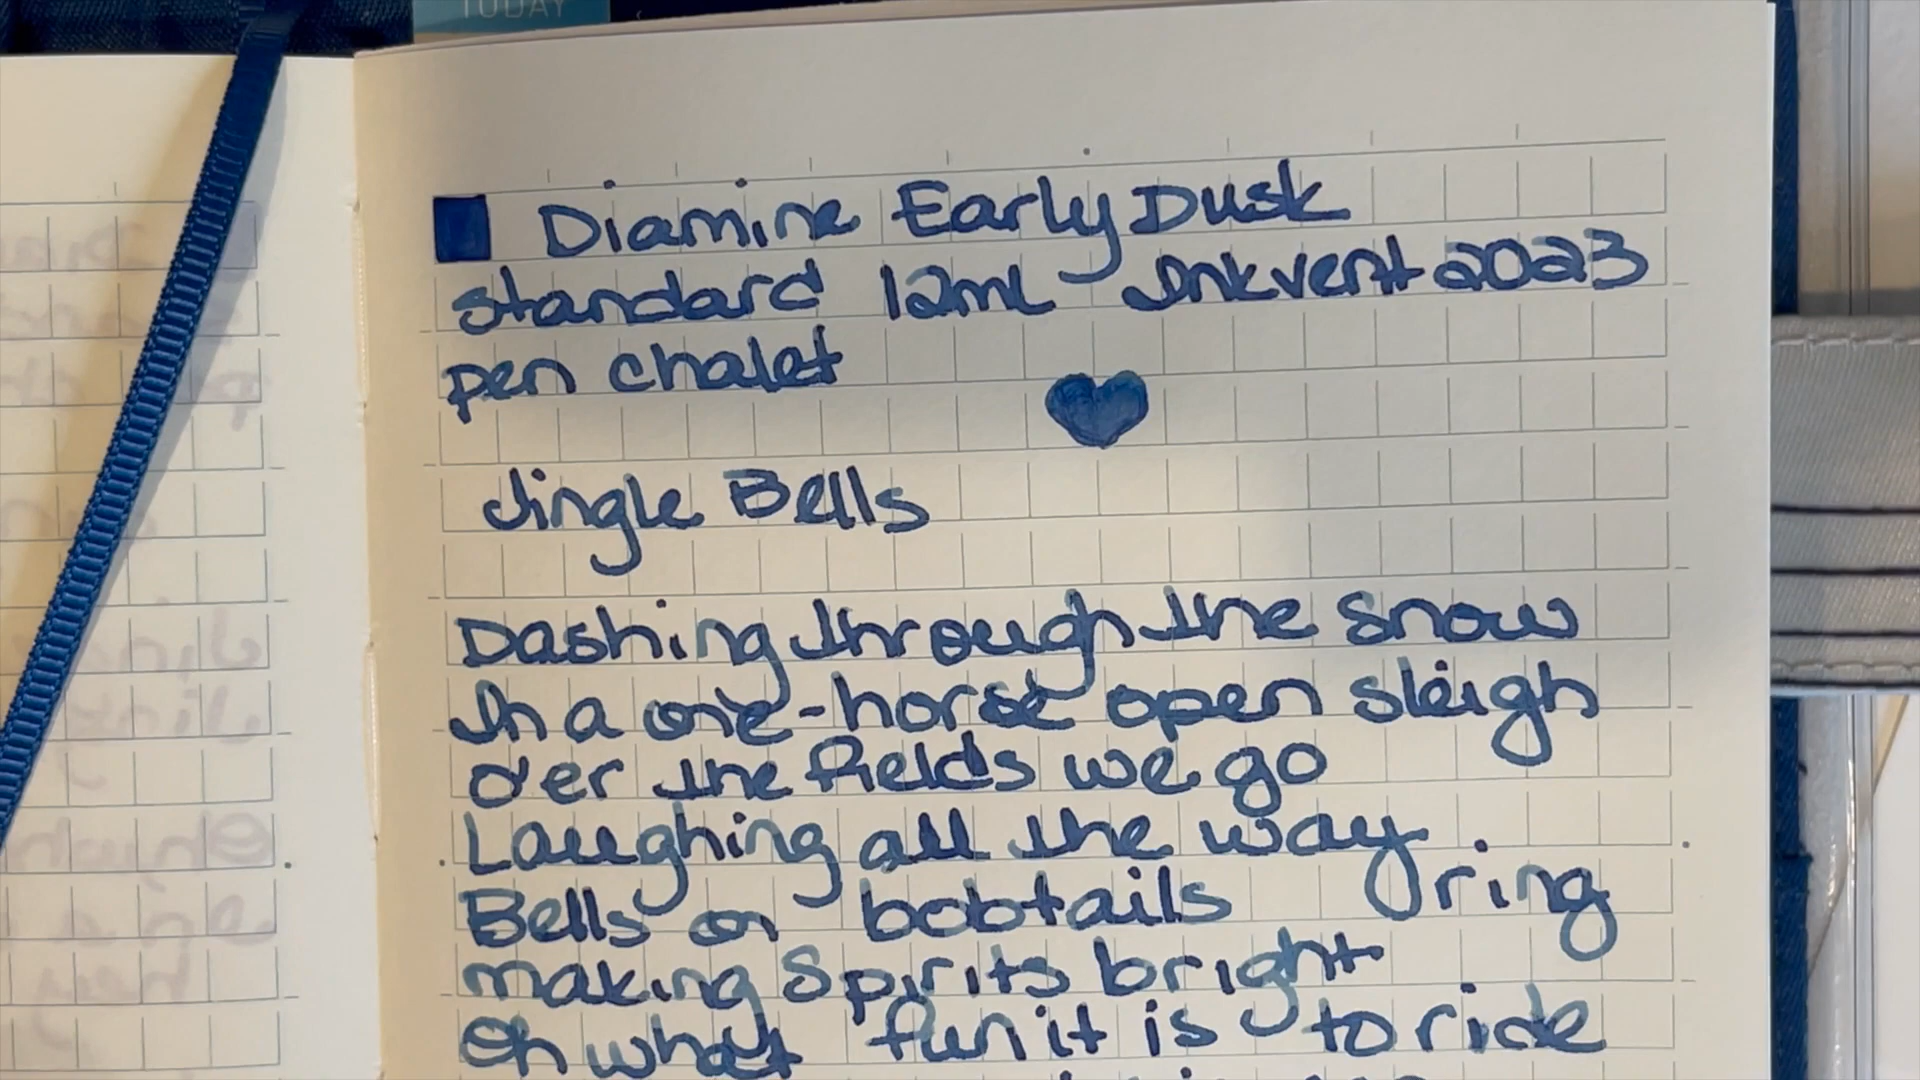 TODAY
Diamine Early Dusk
standard 12ml Inkvent 2023
pen chalet
Jingle Bells
Dashing through the snow
In a one-horse open sleigh
o'er the fields we go
Laughing all the way
Bells on bobtails ring
making Spirits bright
Oh what fun it is to ride